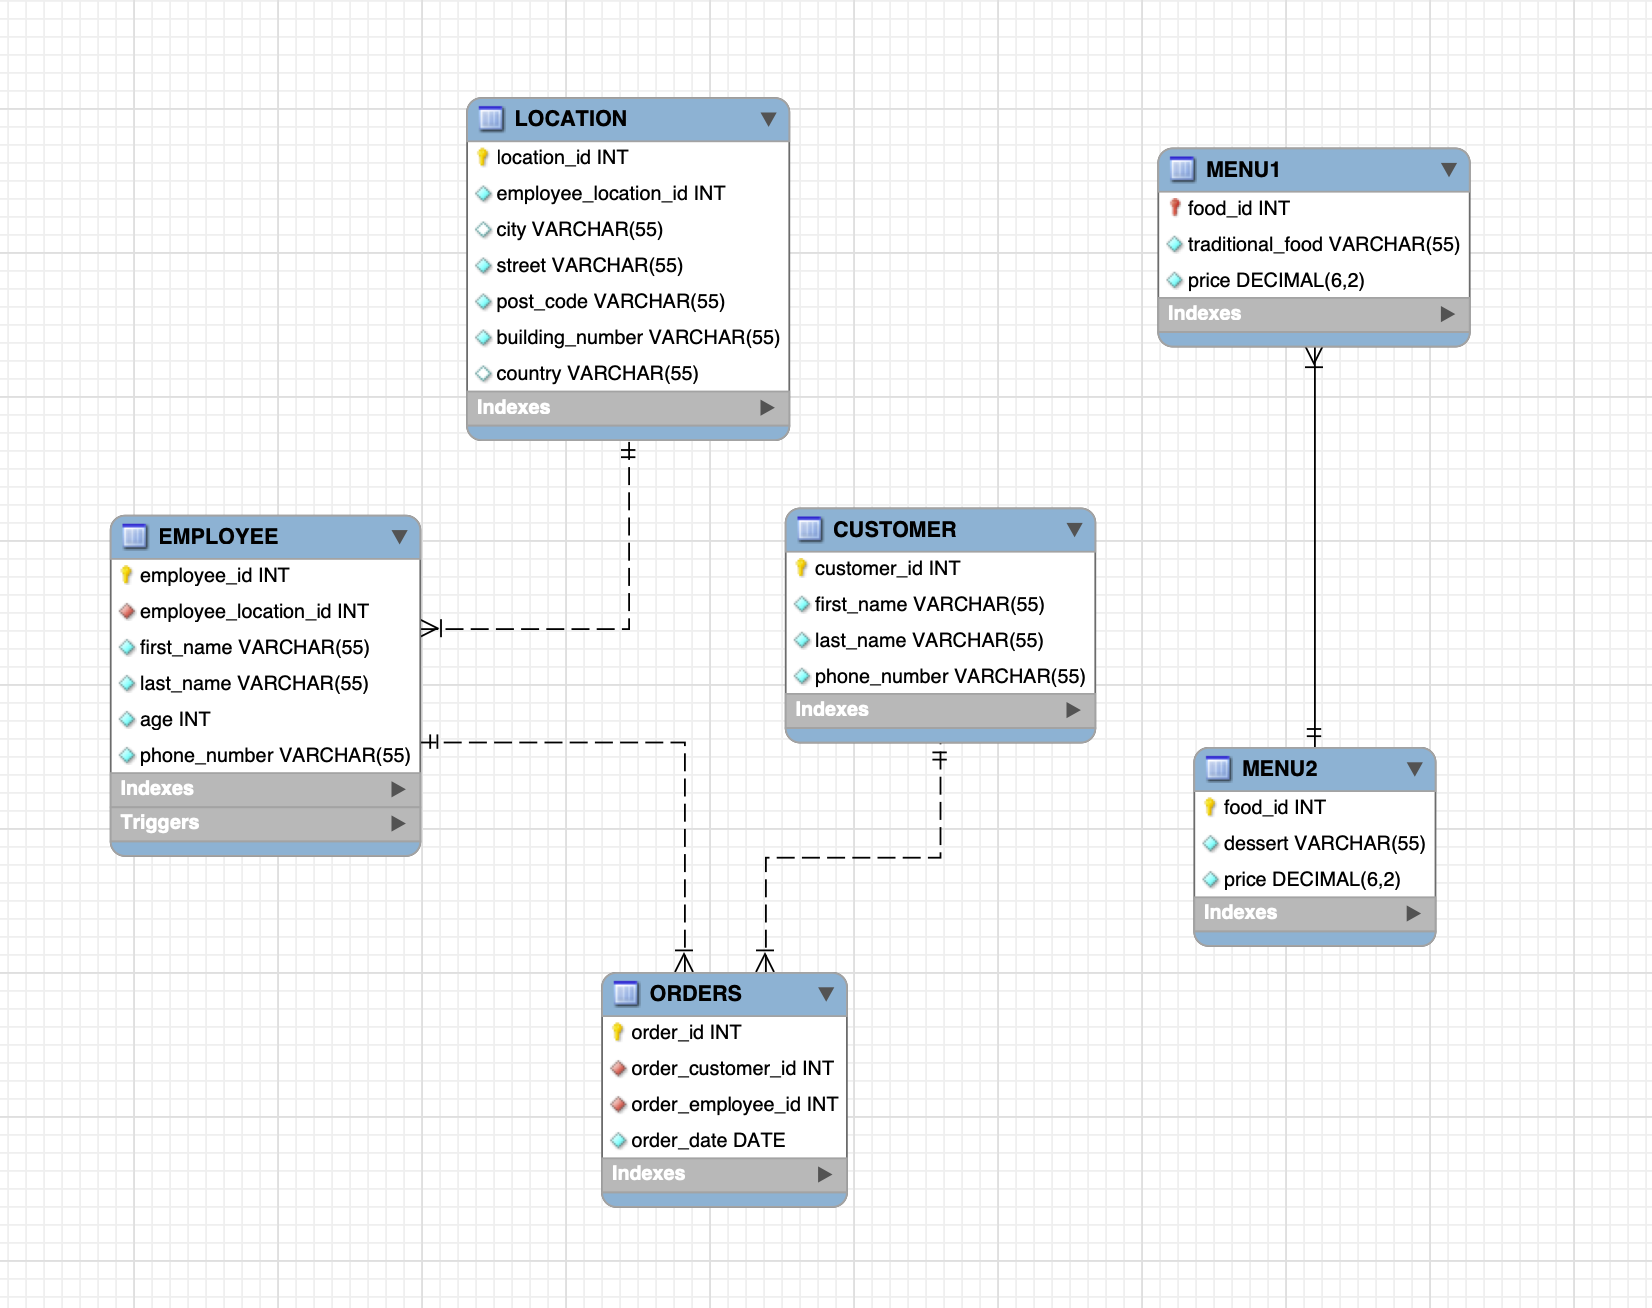 LOCATION
location_id INT
employee_location_id INT
city VARCHAR(55)
street VARCHAR(55)
post_code VARCHAR(55)
building_number VARCHAR(55)
country VARCHAR(55)
Indexes
MENU1
food_id INT
traditional_food VARCHAR(55)
price DECIMAL(6,2)
Indexes
EMPLOYEE
employee_id INT
employee_location_id INT
first_name VARCHAR(55)
last_name VARCHAR(55)
age INT
phone_number VARCHAR(55)
Indexes
Triggers
CUSTOMER
customer_id INT
first_name VARCHAR(55)
last_name VARCHAR(55)
phone_number VARCHAR(55)
Indexes
MENU2
food_id INT
dessert VARCHAR(55)
price DECIMAL(6,2)
Indexes
ORDERS
order_id INT
order_customer_id INT
order_employee_id INT
order_date DATE
Indexes